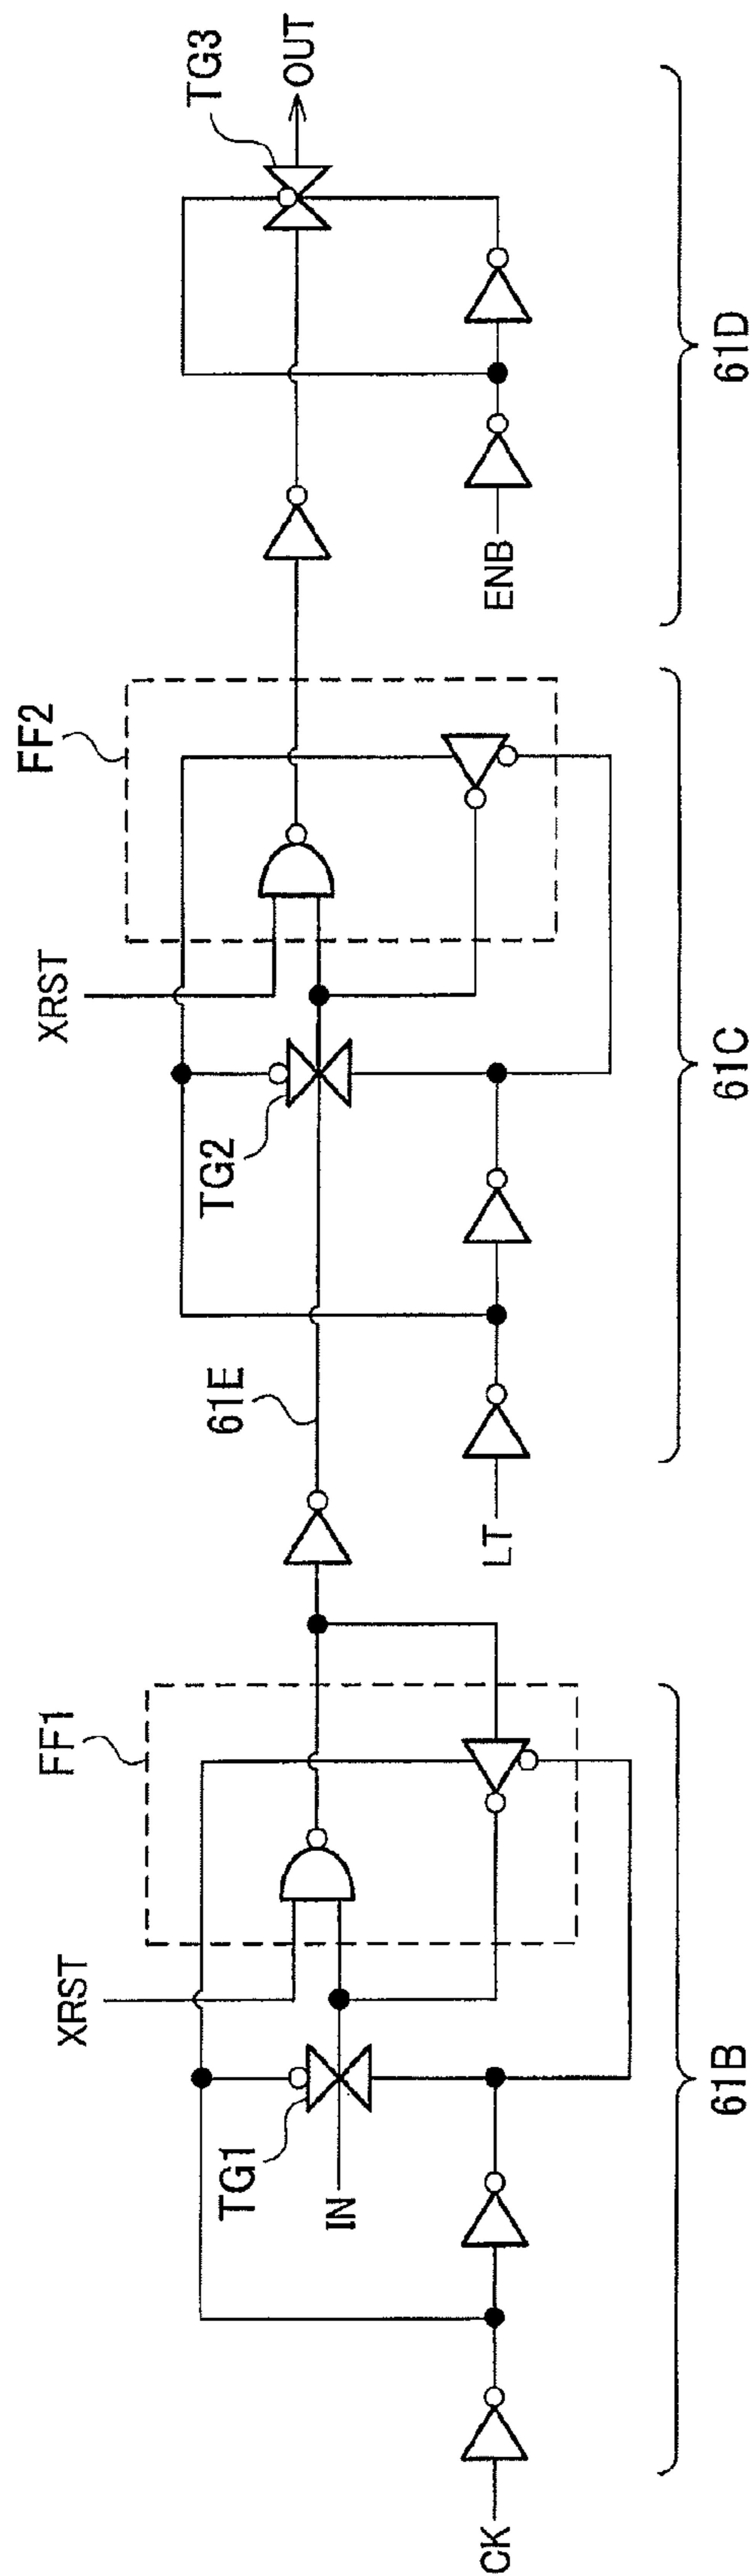 CK
IN
TG1
XRST
FF1
61B
61E
LT
TG2
XRST
FF2
61C
ENB
TG3
OUT
61D